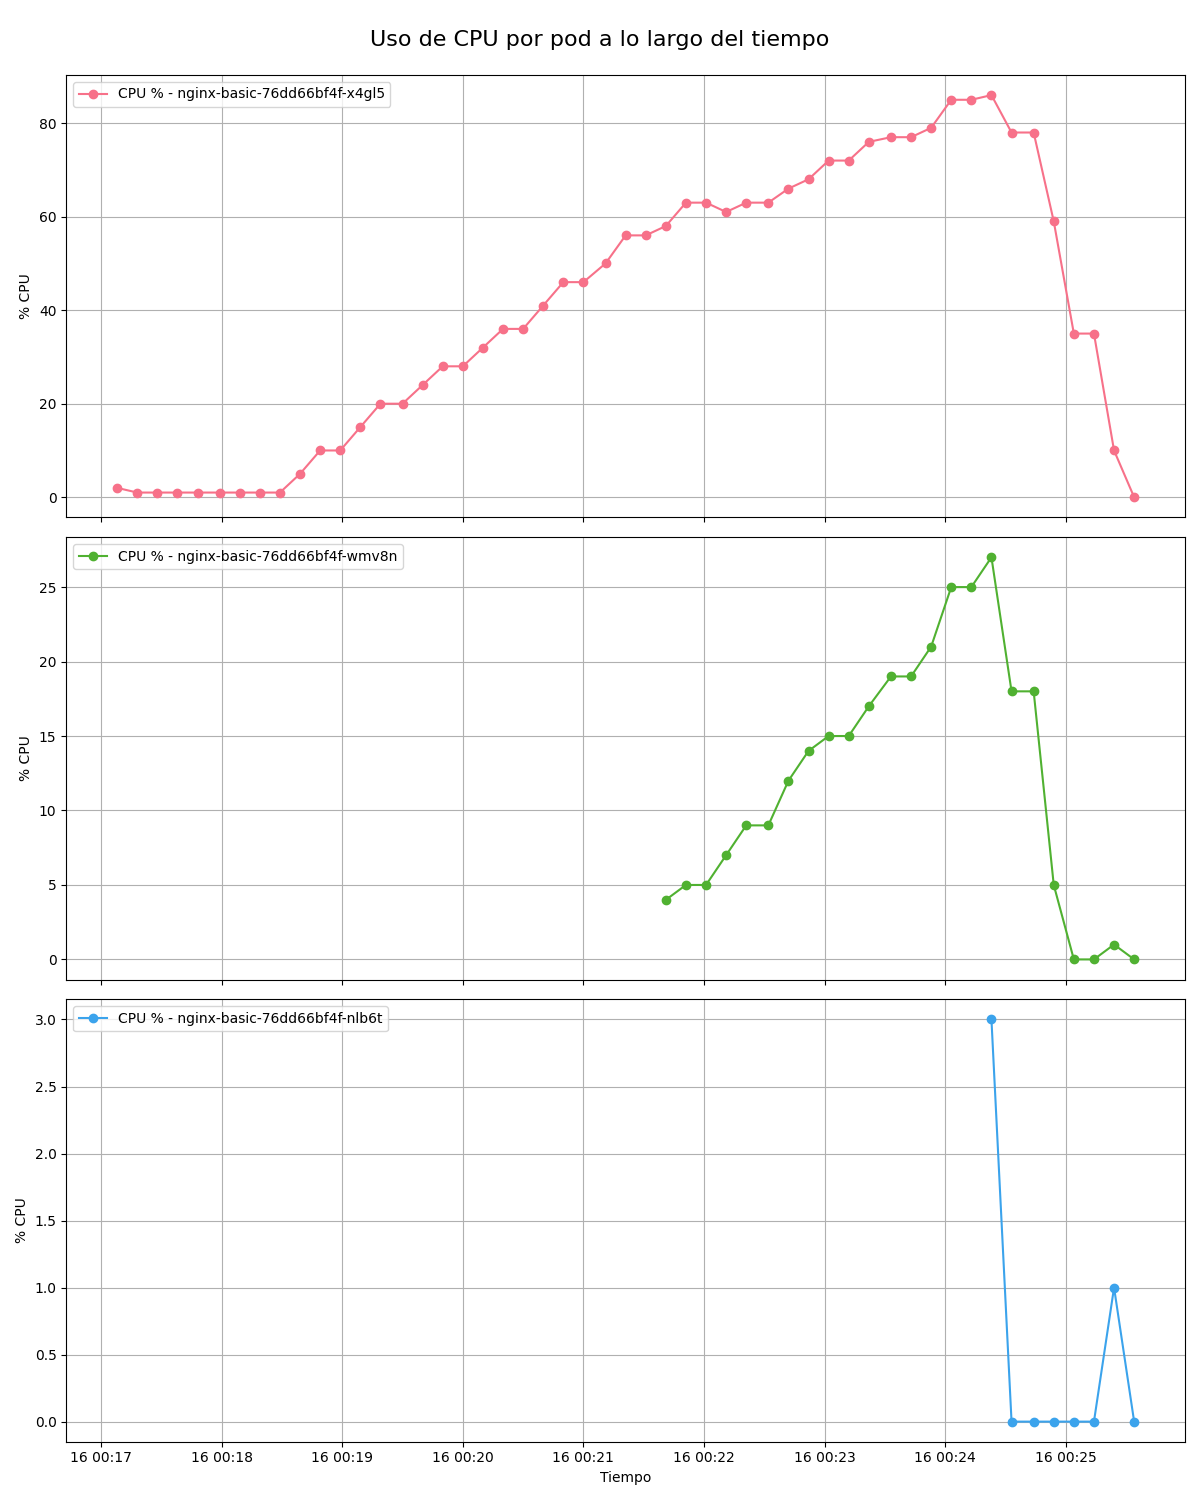 Uso de CPU por pod a lo largo del tiempo
CPU % - nginx-basic-76dd66bf4f-x4gl5
80
60
40
20
0
% CPU
CPU % - nginx-basic-76dd66bf4f-wmv8n
25
20
15
10
5
0
% CPU
CPU % - nginx-basic-76dd66bf4f-nlb6t
3.0
2.5
2.0
1.5
1.0
0.5
0.0
% CPU
16 00:17 16 00:18 16 00:19 16 00:20 16 00:21 16 00:22 16 00:23 16 00:24 16 00:25
Tiempo